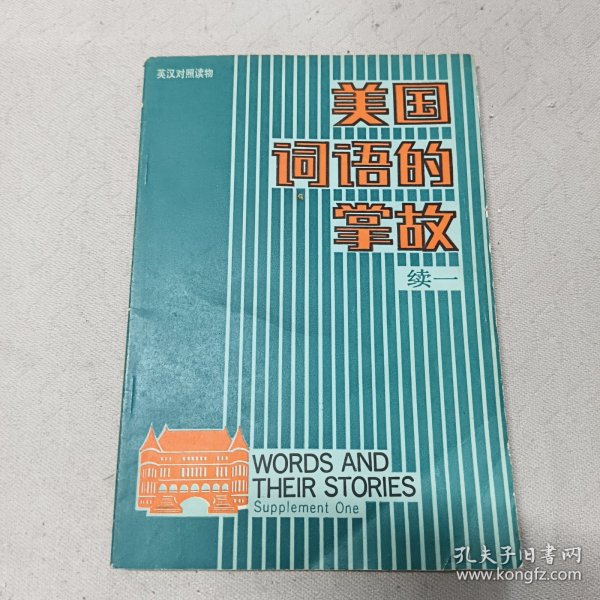 英汉对照读物
美国
词语的
掌故
续一
WORDS AND
THEIR STORIES
Supplement One
孔夫子旧书网
www.kongfz.com